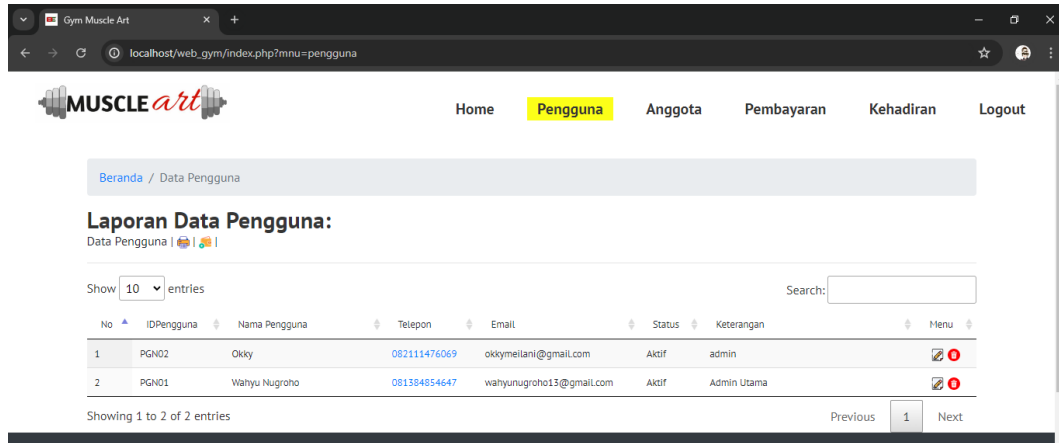 Gym Muscle Art
localhost/web_gym/index.php?mnu=pengguna
MUSCLE art
Home Pengguna Anggota Pembayaran Kehadiran Logout
Beranda / Data Pengguna
Laporan Data Pengguna:
Data Pengguna | | |
Show 10 entries Search:
No IDPengguna Nama Pengguna Telepon Email Status Keterangan Menu
1 PGN02 Okky 082111476069 okkymeilani@gmail.com Aktif admin
2 PGN01 Wahyu Nugroho 081384854647 wahyunugroho13@gmail.com Aktif Admin Utama
Showing 1 to 2 of 2 entries Previous 1 Next